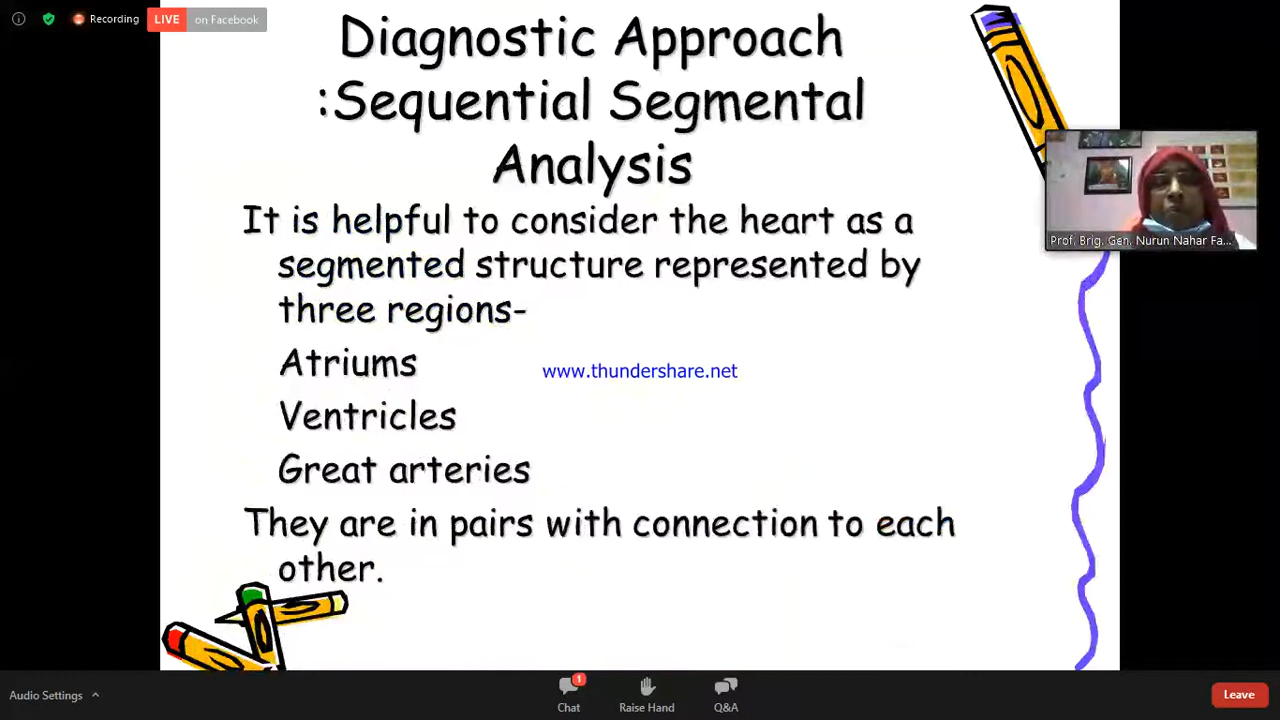 Recording
LIVE on Facebook
Diagnostic Approach
:Sequential Segmental
Analysis
It is helpful to consider the heart as a
segmented structure represented by
three regions-
Atriums
Ventricles
Great arteries
They are in pairs with connection to each
other.
www.thundershare.net
Prof. Brig. Gen. Nurun Nahar Fa...
Audio Settings
1
Chat
Raise Hand
Q&A
Leave